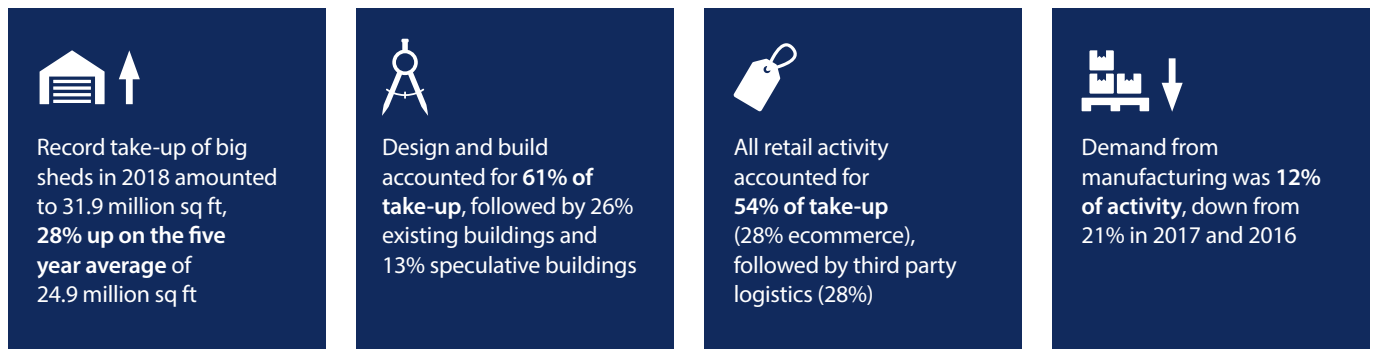 Record take-up of big
sheds in 2018 amounted
to 31.9 million sq ft,
28% up on the five
year average of
24.9 million sq ft
Design and build
accounted for 61% of
take-up, followed by 26%
existing buildings and
13% speculative buildings
All retail activity
accounted for
54% of take-up
(28% ecommerce),
followed by third party
logistics (28%)
Demand from
manufacturing was 12%
of activity, down from
21% in 2017 and 2016